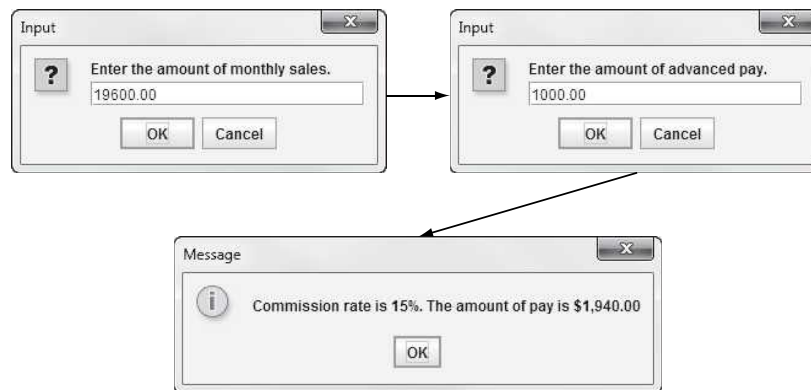 Input
Enter the amount of monthly sales.
19600.00
OK
Cancel
Input
Enter the amount of advanced pay.
1000.00
OK
Cancel
Message
Commission rate is 15%. The amount of pay is $1,940.00
OK